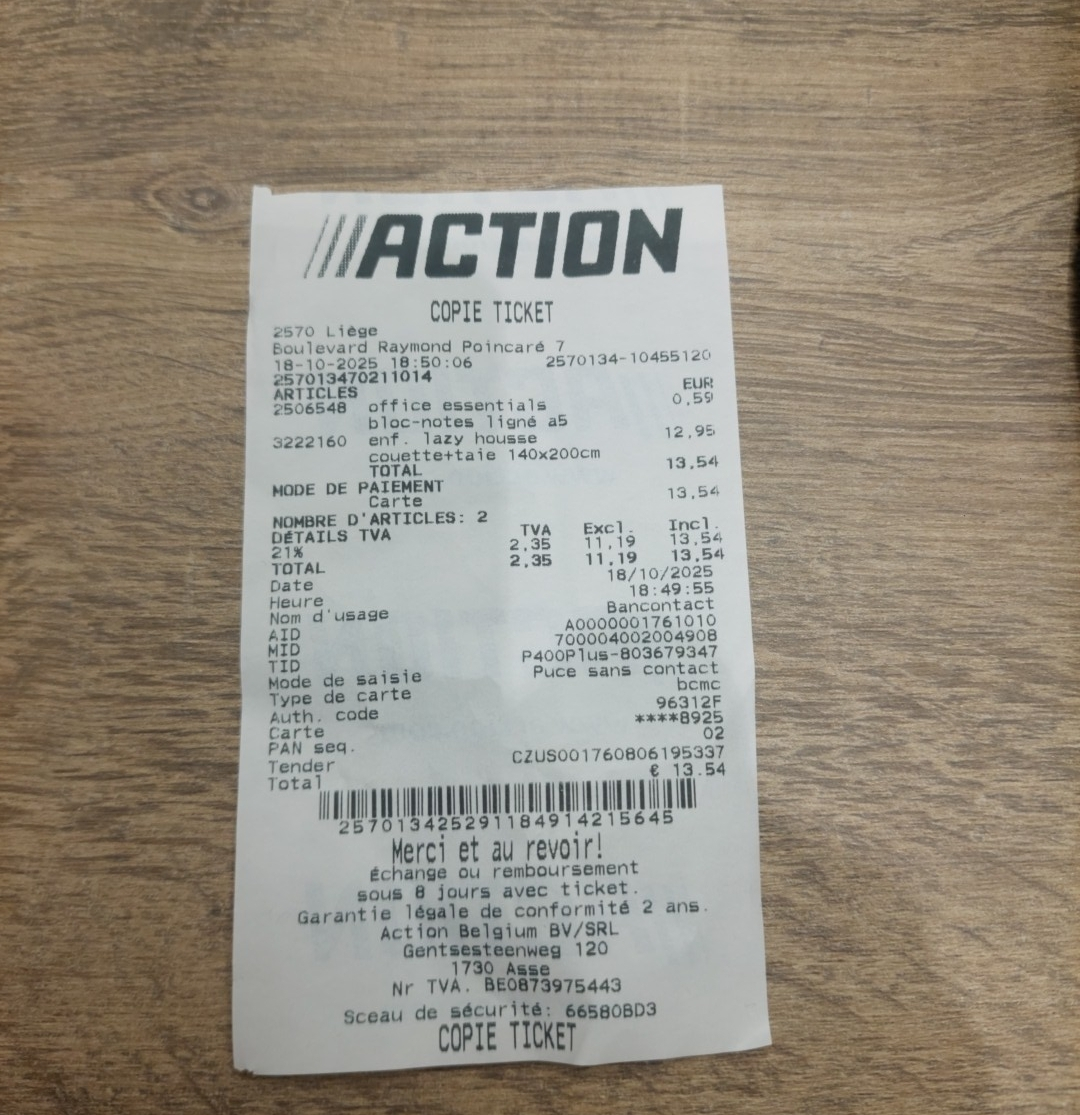 ACTION
COPIE TICKET
2570 Liège
Boulevard Raymond Poincaré 7
18-10-2025 18:50:06 2570134-10455120
257013470211014
ARTICLES EUR
2506548 office essentials 0,59
bloc-notes ligné a5
3222160 enf. lazy housse 12,95
couette+taie 140x200cm
TOTAL 13,54
MODE DE PAIEMENT
Carte 13,54
NOMBRE D'ARTICLES: 2
DÉTAILS TVA TVA Excl. Incl.
21% 2,35 11,19 13,54
TOTAL 2,35 11,19 13,54
Date 18/10/2025
Heure 18:49:55
Nom d'usage Bancontact
AID A0000001761010
MID 700004002004908
TID P400Plus-803679347
Mode de saisie Puce sans contact
Type de carte bcmc
Auth. code 96312F
Carte ****8925
PAN seq. 02
Tender CZUS001760806195337
Total € 13.54
257013425291184914215645
Merci et au revoir!
Échange ou remboursement
sous 8 jours avec ticket.
Garantie légale de conformité 2 ans.
Action Belgium BV/SRL
Gentsesteenweg 120
1730 Asse
Nr TVA. BE0873975443
Sceau de sécurité: 66580BD3
COPIE TICKET